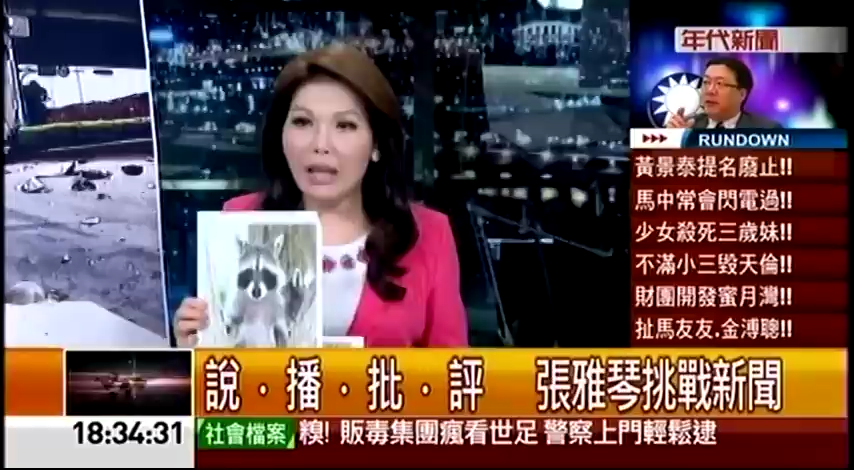 年代新聞
RUNDOWN
黃景泰提名廢止!!
馬中常會閃電過!!
少女殺死三歲妹!!
不滿小三毀天倫!!
財團開發蜜月灣!!
扯馬友友.金溥聰!!
說．播．批．評 張雅琴挑戰新聞
18:34:31
社會檔案 糗! 販毒集團瘋看世足 警察上門輕鬆逮